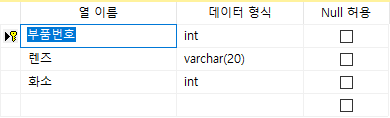 열 이름 데이터 형식 Null 허용
부품번호 int
렌즈 varchar(20)
화소 int